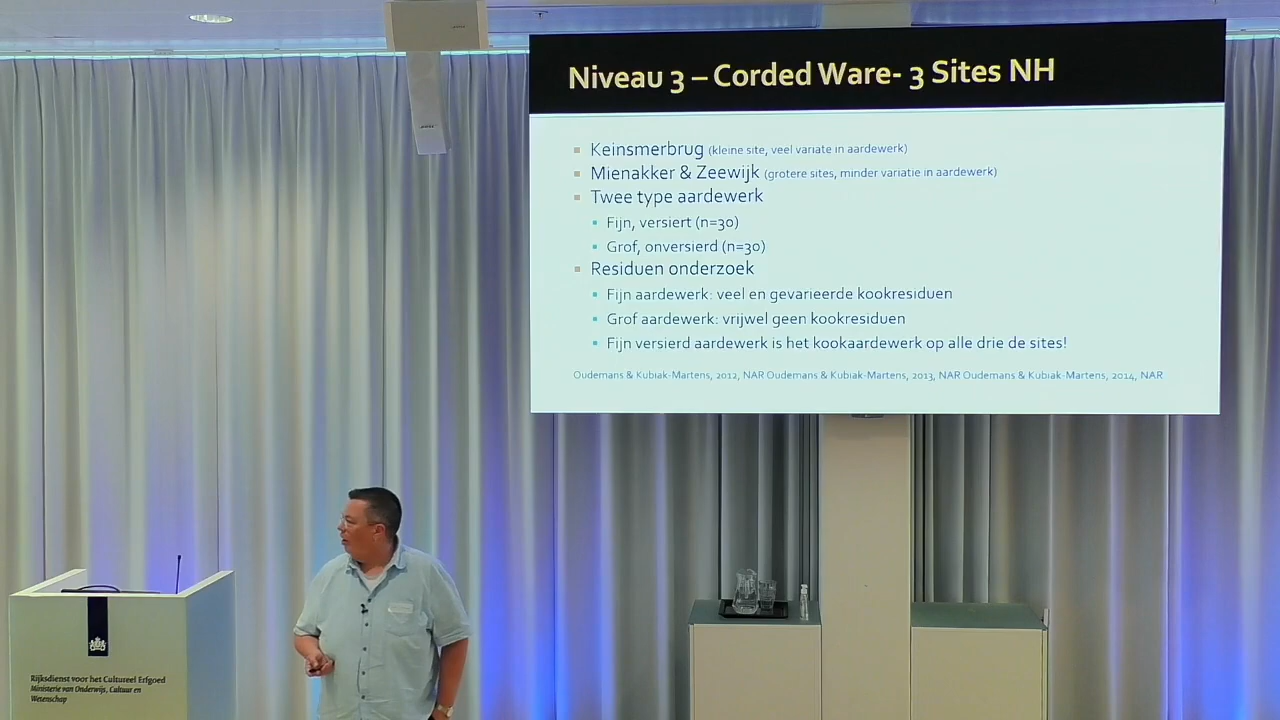 Niveau 3 – Corded Ware- 3 Sites NH
Keinsmerbrug (kleine site, veel variate in aardewerk)
Mienakker & Zeewijk (grotere sites, minder variatie in aardewerk)
Twee type aardewerk
Fijn, versiert (n=30)
Grof, onversierd (n=30)
Residuen onderzoek
Fijn aardewerk: veel en gevarieerde kookresiduen
Grof aardewerk: vrijwel geen kookresiduen
Fijn versierd aardewerk is het kookaardewerk op alle drie de sites!
Oudemans & Kubiak-Martens, 2012, NAR Oudemans & Kubiak-Martens, 2013, NAR Oudemans & Kubiak-Martens, 2014, NAR
Rijksdienst voor het Cultureel Erfgoed
Ministerie van Onderwijs, Cultuur en
Wetenschap